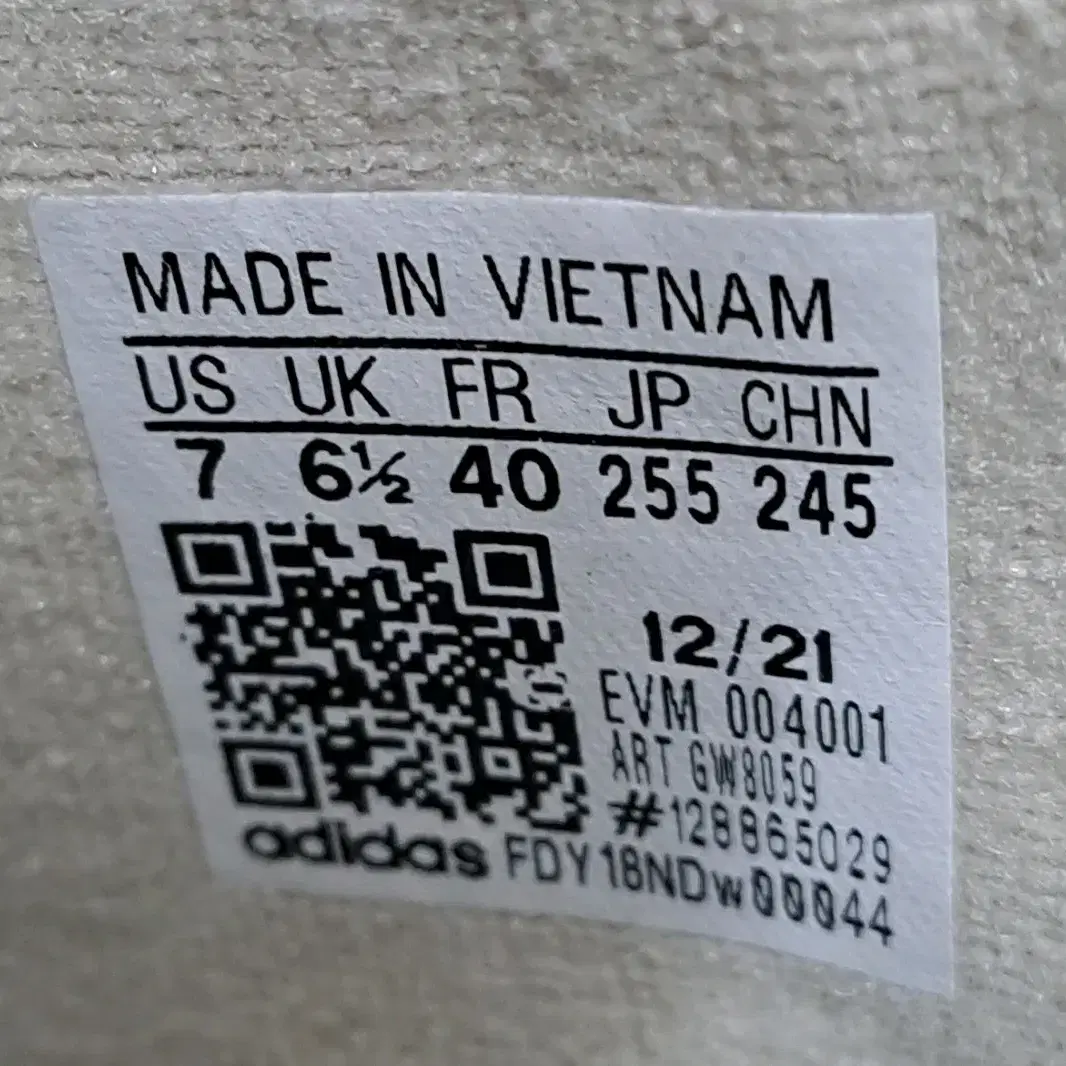 MADE IN VIETNAM
US UK FR JP CHN
7 6½ 40 255 245
12/21
EVM 004001
ART GW8059
#128865029
adidas FDY18NDW00044